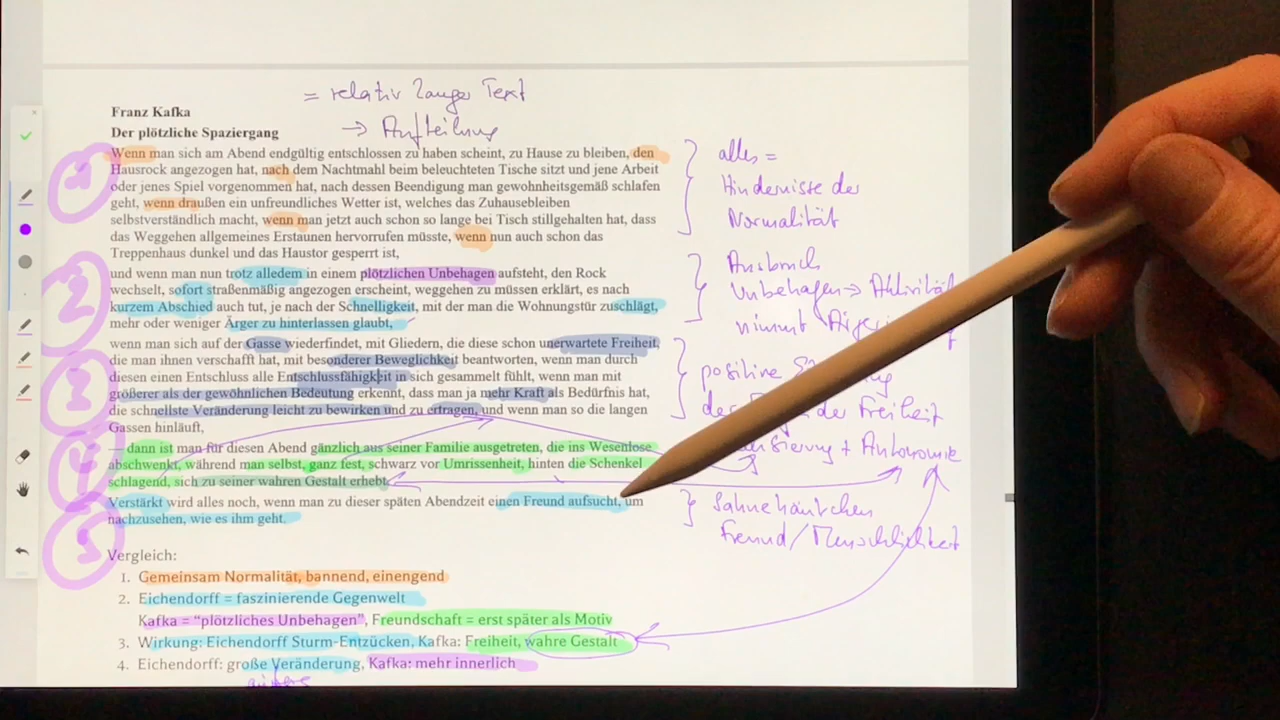 = relativ langer Text
→ Aufteilung
Franz Kafka
Der plötzliche Spaziergang
Wenn man sich am Abend endgültig entschlossen zu haben scheint, zu Hause zu bleiben, den
Hausrock angezogen hat, nach dem Nachtmahl beim beleuchteten Tische sitzt und jene Arbeit
oder jenes Spiel vorgenommen hat, nach dessen Beendigung man gewohnheitsgemäß schlafen
geht, wenn draußen ein unfreundliches Wetter ist, welches das Zuhausebleiben
selbstverständlich macht, wenn man jetzt auch schon so lange bei Tisch stillgehalten hat, dass
das Weggehen allgemeines Erstaunen hervorrufen müsste, wenn nun auch schon das
Treppenhaus dunkel und das Haustor gesperrt ist,
und wenn man nun trotz alledem in einem plötzlichen Unbehagen aufsteht, den Rock
wechselt, sofort straßenmäßig angezogen erscheint, weggehen zu müssen erklärt, es nach
kurzem Abschied auch tut, je nach der Schnelligkeit, mit der man die Wohnungstür zuschlägt,
mehr oder weniger Ärger zu hinterlassen glaubt,
wenn man sich auf der Gasse wiederfindet, mit Gliedern, die diese schon unerwartete Freiheit,
die man ihnen verschafft hat, mit besonderer Beweglichkeit beantworten, wenn man durch
diesen einen Entschluss alle Entschlussfähigkeit in sich gesammelt fühlt, wenn man mit
größerer als der gewöhnlichen Bedeutung erkennt, dass man ja mehr Kraft als Bedürfnis hat,
die schnellste Veränderung leicht zu bewirken und zu ertragen, und wenn man so die langen
Gassen hinläuft,
— dann ist man für diesen Abend gänzlich aus seiner Familie ausgetreten, die ins Wesenlose
abschwenkt, während man selbst, ganz fest, schwarz vor Umrissenheit, hinten die Schenkel
schlagend, sich zu seiner wahren Gestalt erhebt.
Verstärkt wird alles noch, wenn man zu dieser späten Abendzeit einen Freund aufsucht, um
nachzusehen, wie es ihm geht.
1
2
3
4
5
alles =
Hindernisse der
Normalität
Ausbruch
Unbehagen → Aktivität
nimmt
positive
der Freiheit
+ Autonomie
Sahnehäubchen
Freund/Menschlichkeit
Vergleich:
1. Gemeinsam Normalität, bannend, einengend
2. Eichendorff = faszinierende Gegenwelt
Kafka = “plötzliches Unbehagen”, Freundschaft = erst später als Motiv
3. Wirkung: Eichendorff Sturm-Entzücken, Kafka: Freiheit, wahre Gestalt
4. Eichendorff: große Veränderung, Kafka: mehr innerlich